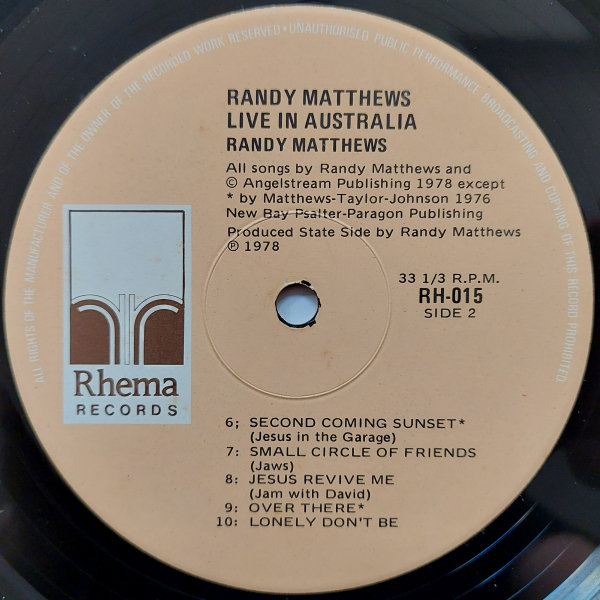 ALL RIGHTS OF THE MANUFACTURER AND OF THE OWNER OF THE RECORDED WORK RESERVED • UNAUTHORISED PUBLIC PERFORMANCE BROADCASTING AND COPYING OF THIS RECORD PROHIBITED.
RANDY MATTHEWS
LIVE IN AUSTRALIA
RANDY MATTHEWS
All songs by Randy Matthews and
© Angelstream Publishing 1978 except
* by Matthews-Taylor-Johnson 1976
New Bay Psalter-Paragon Publishing
Produced State Side by Randy Matthews
℗ 1978
33 1/3 R.P.M.
RH-015
SIDE 2
Rhema
RECORDS
6; SECOND COMING SUNSET*
(Jesus in the Garage)
7: SMALL CIRCLE OF FRIENDS
(Jaws)
8: JESUS REVIVE ME
(Jam with David)
9: OVER THERE*
10: LONELY DON'T BE